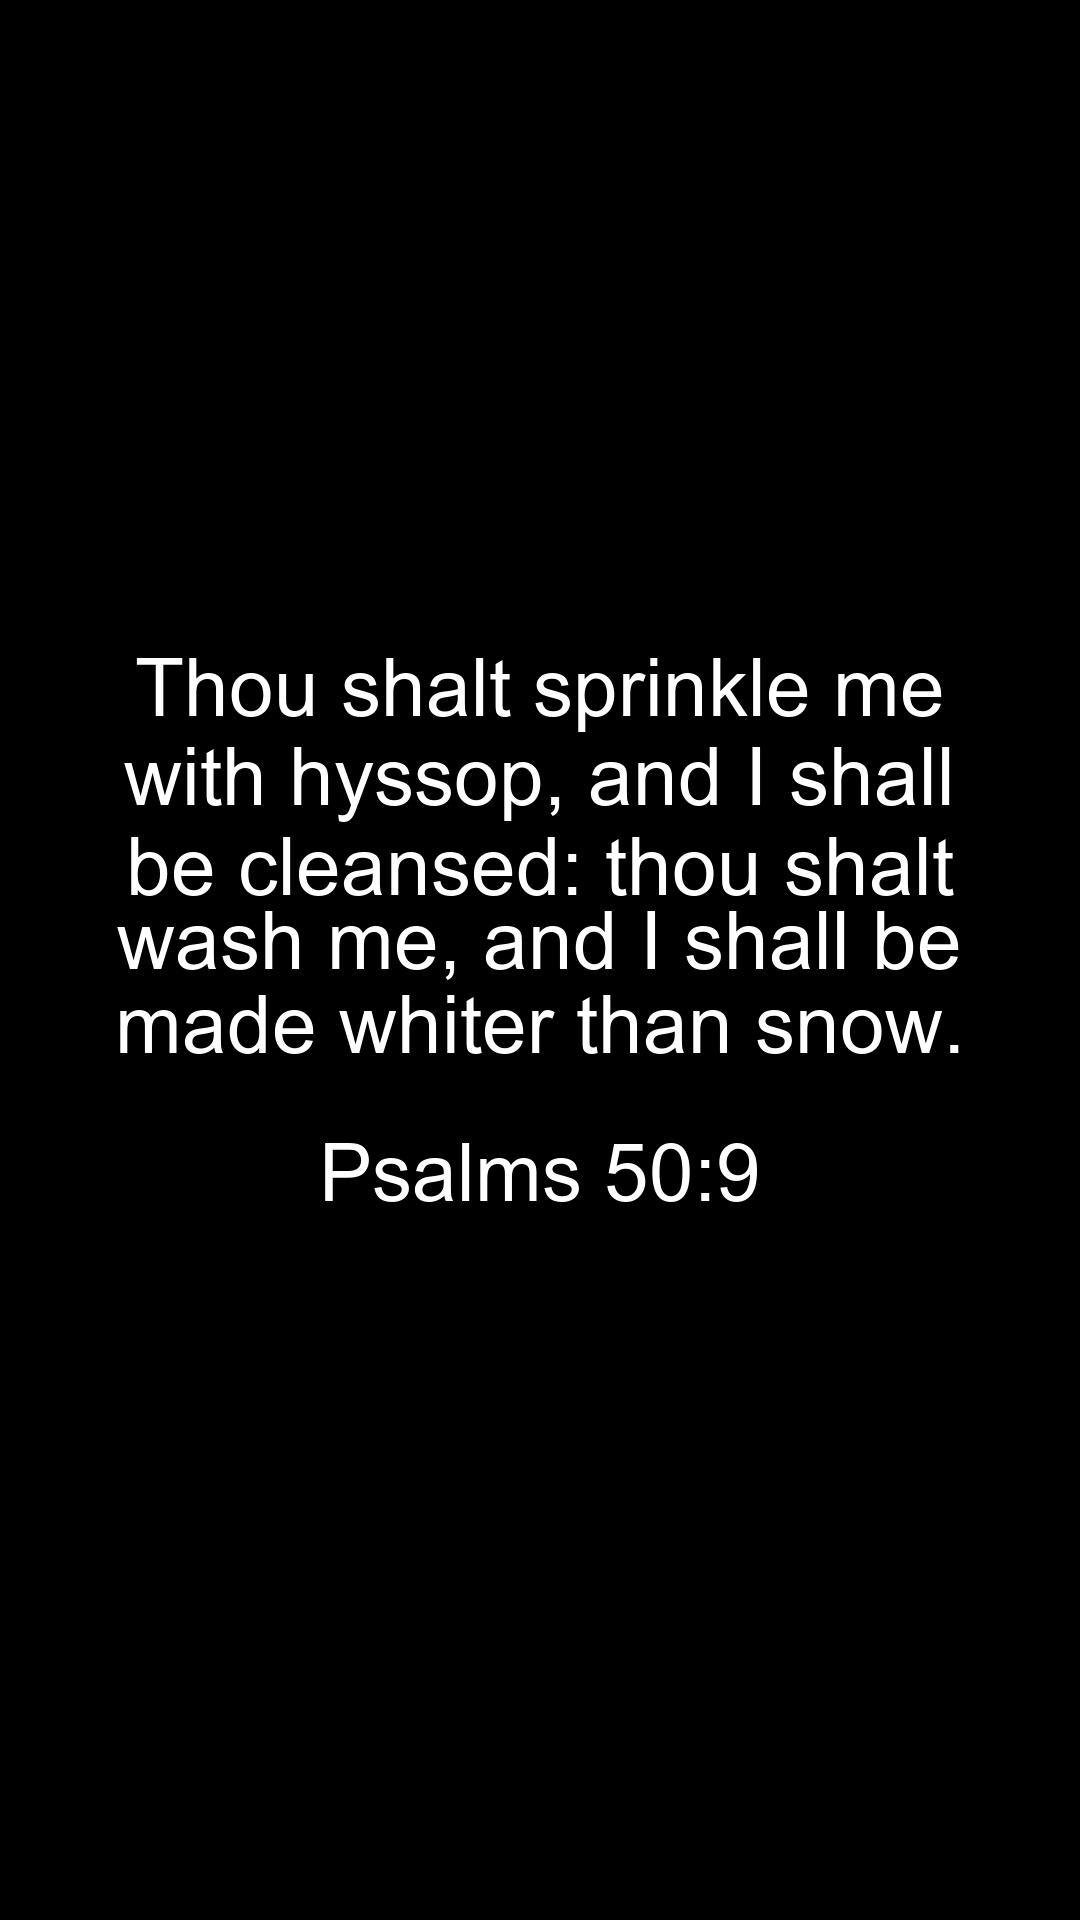 Thou shalt sprinkle me
with hyssop, and I shall
be cleansed: thou shalt
wash me, and I shall be
made whiter than snow.
Psalms 50:9